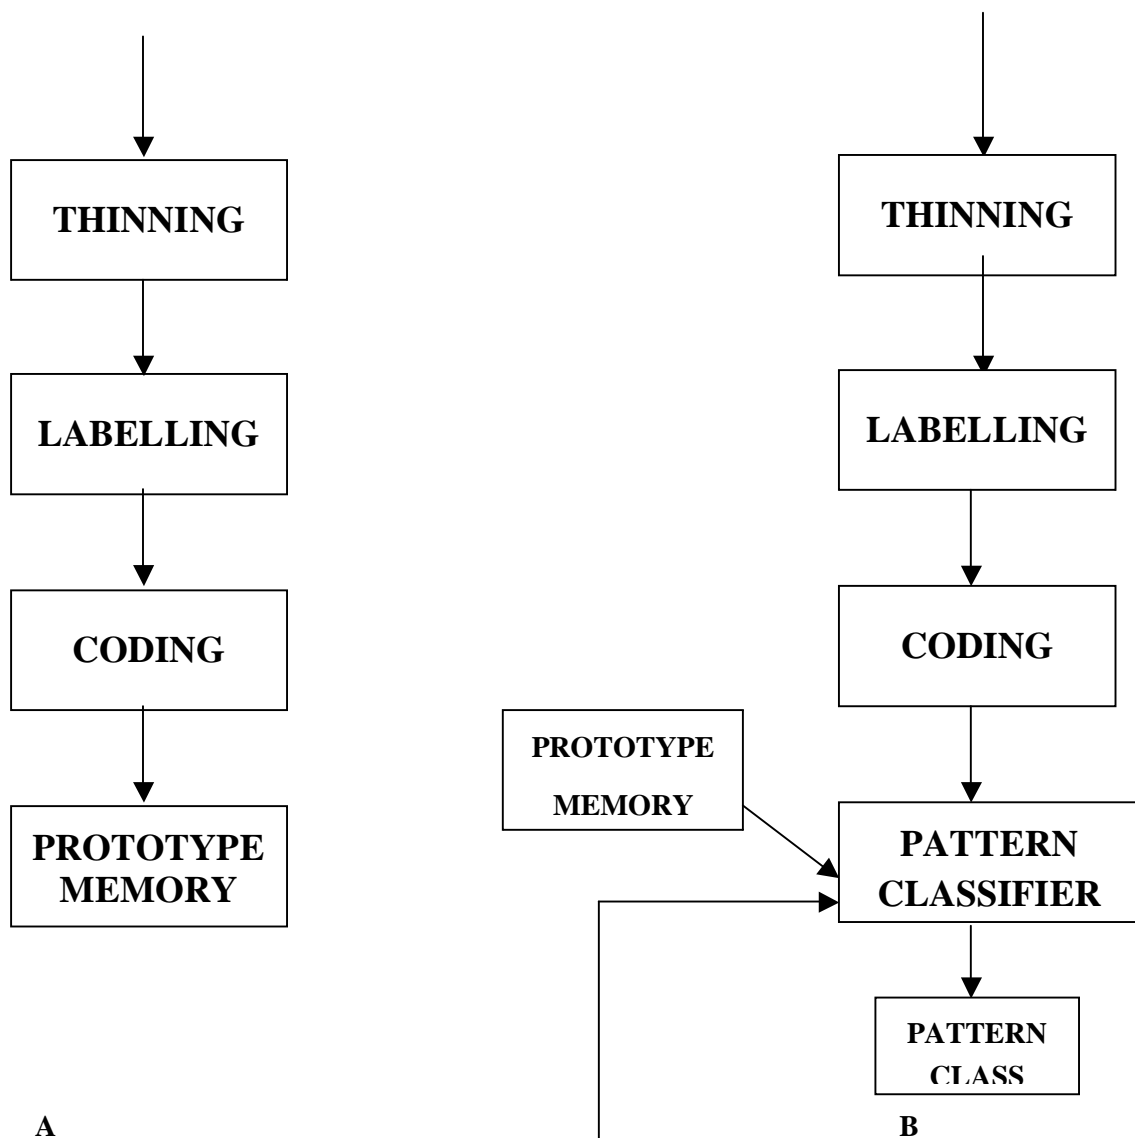 THINNING
LABELLING
CODING
PROTOTYPE
MEMORY
A
THINNING
LABELLING
CODING
PROTOTYPE
MEMORY
PATTERN
CLASSIFIER
PATTERN
CLASS
B